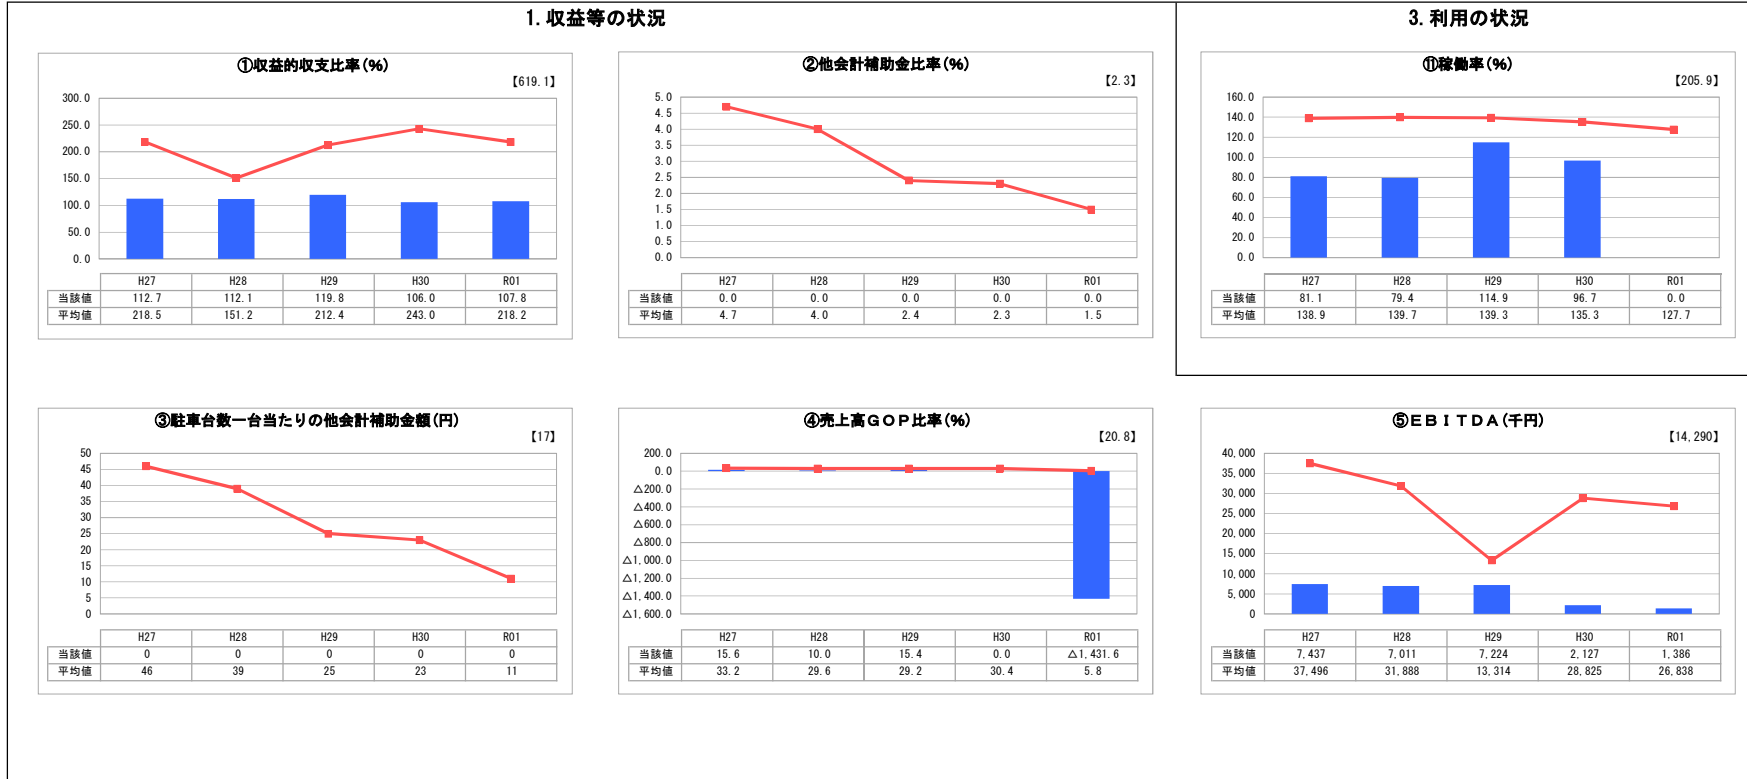 1. 収益等の状況
3. 利用の状況
①収益的収支比率(%)
【619.1】
300.0
250.0
200.0
150.0
100.0
50.0
0.0
H27 H28 H29 H30 R01
当該値 112.7 112.1 119.8 106.0 107.8
平均値 218.5 151.2 212.4 243.0 218.2
②他会計補助金比率(%)
【2.3】
5.0
4.5
4.0
3.5
3.0
2.5
2.0
1.5
1.0
0.5
0.0
H27 H28 H29 H30 R01
当該値 0.0 0.0 0.0 0.0 0.0
平均値 4.7 4.0 2.4 2.3 1.5
⑪稼働率(%)
【205.9】
160.0
140.0
120.0
100.0
80.0
60.0
40.0
20.0
0.0
H27 H28 H29 H30 R01
当該値 81.1 79.4 114.9 96.7 0.0
平均値 138.9 139.7 139.3 135.3 127.7
③駐車台数一台当たりの他会計補助金額(円)
【17】
50
45
40
35
30
25
20
15
10
5
0
H27 H28 H29 H30 R01
当該値 0 0 0 0 0
平均値 46 39 25 23 11
④売上高GOP比率(%)
【20.8】
200.0
0.0
△200.0
△400.0
△600.0
△800.0
△1,000.0
△1,200.0
△1,400.0
△1,600.0
H27 H28 H29 H30 R01
当該値 15.6 10.0 15.4 0.0 △1,431.6
平均値 33.2 29.6 29.2 30.4 5.8
⑤EBITDA(千円)
【14,290】
40,000
35,000
30,000
25,000
20,000
15,000
10,000
5,000
0
H27 H28 H29 H30 R01
当該値 7,437 7,011 7,224 2,127 1,386
平均値 37,496 31,888 13,314 28,825 26,838